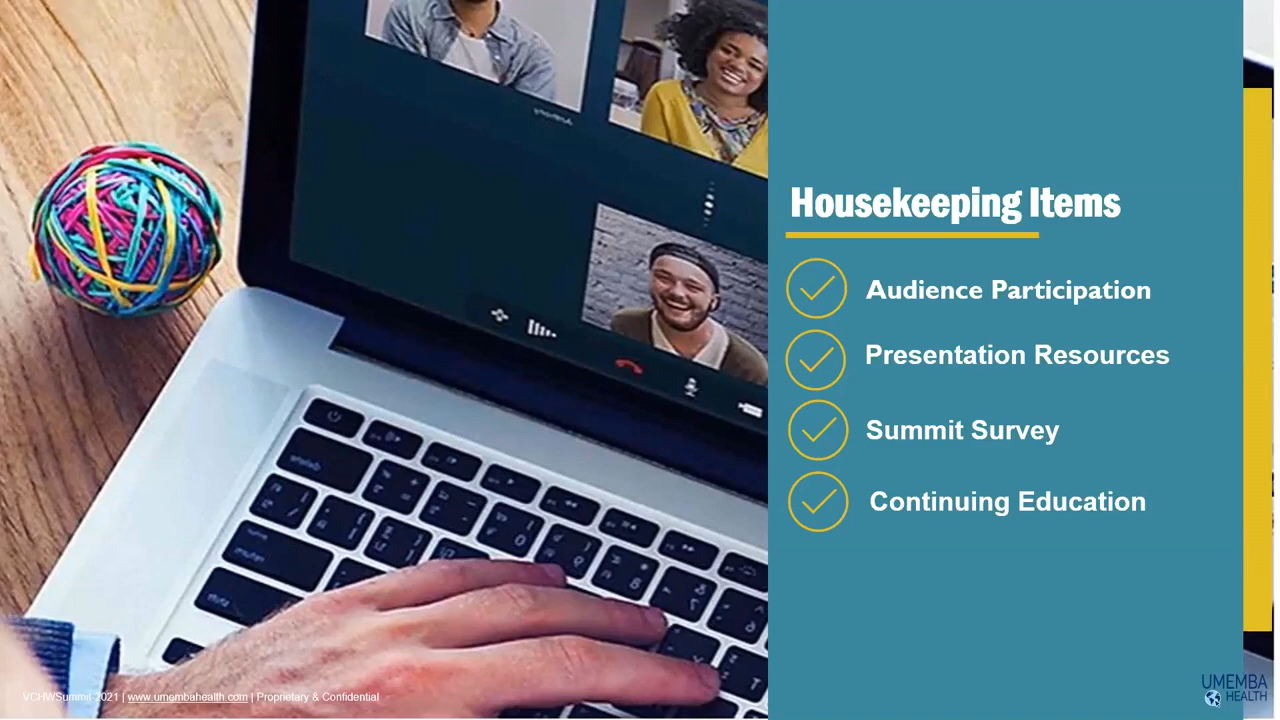 Housekeeping Items
Audience Participation
Presentation Resources
Summit Survey
Continuing Education
VCHWSummit-2021 | www.umembahealth.com | Proprietary & Confidential
UMEMBA
HEALTH